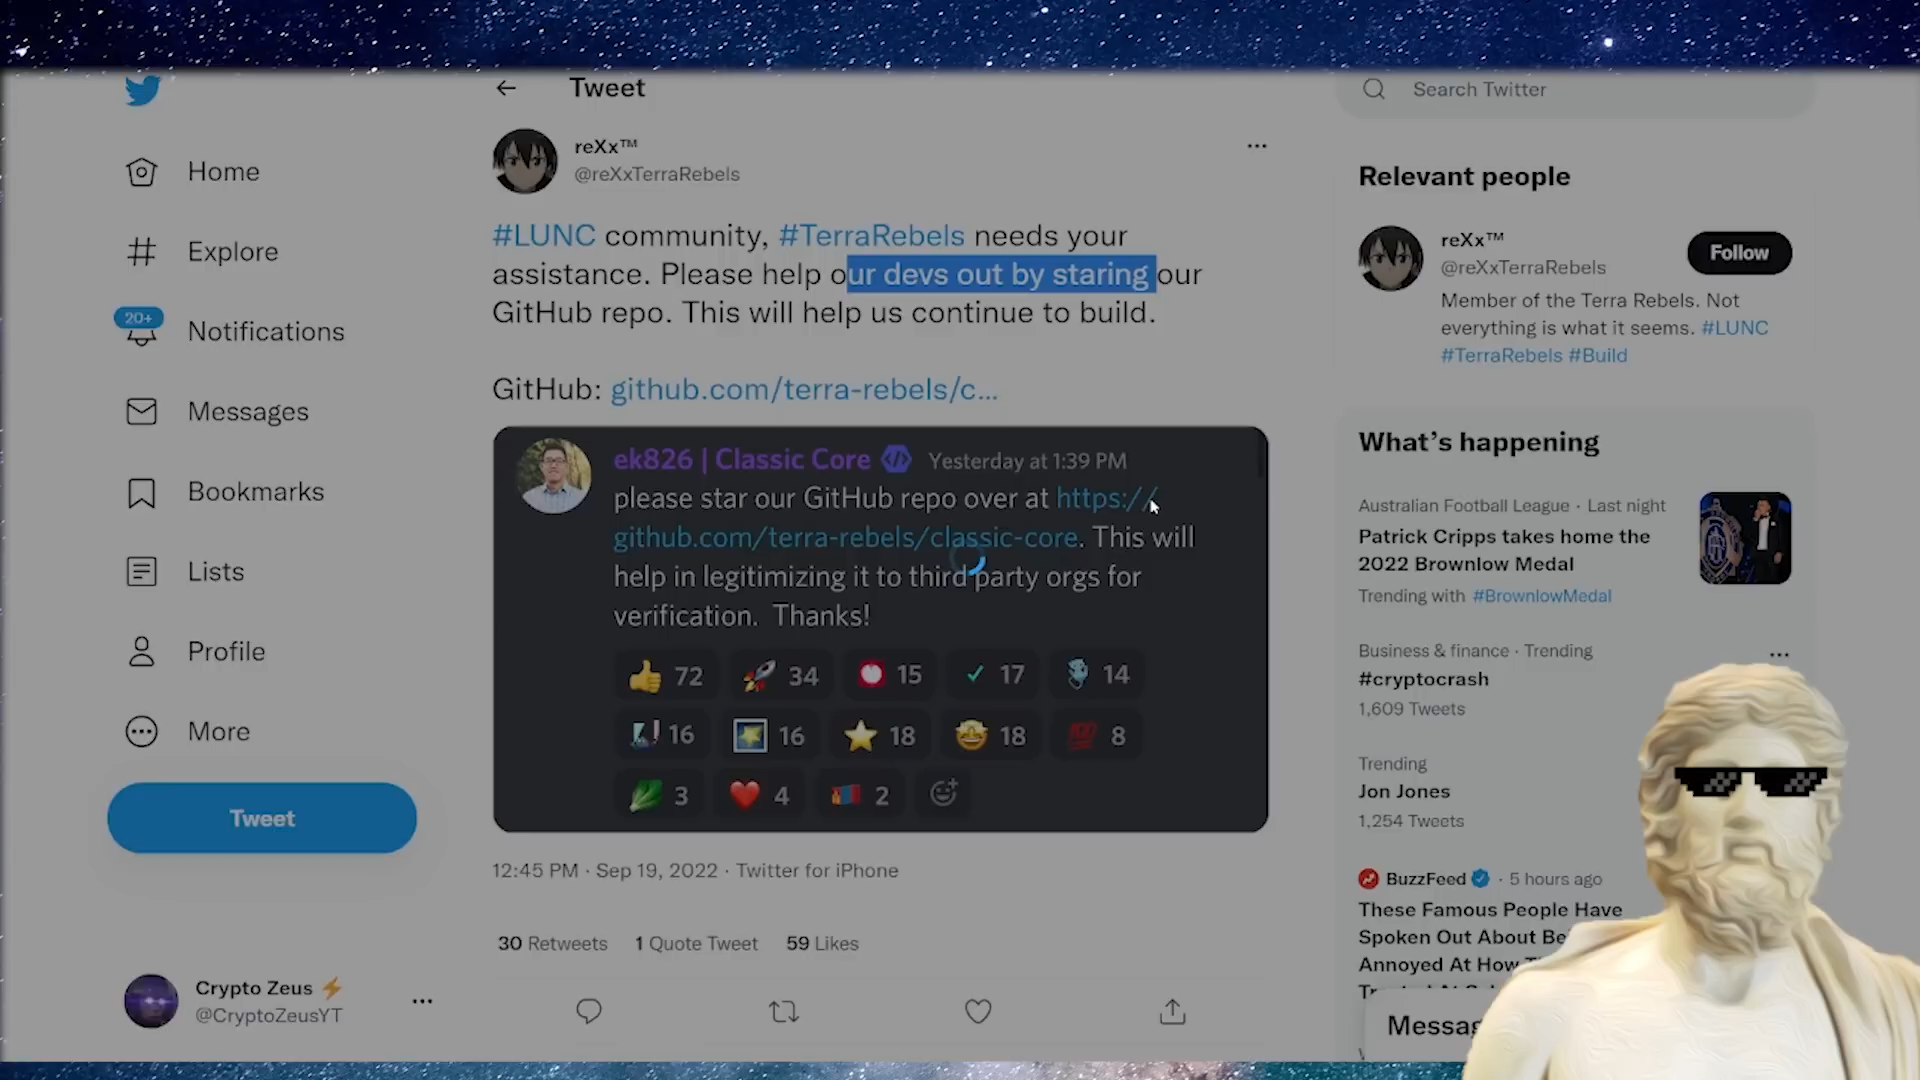 Tweet
Search Twitter
reXx™
@reXxTerraRebels
Home
Explore
20+
Notifications
Messages
Bookmarks
Lists
Profile
More
Tweet
Crypto Zeus ⚡
@CryptoZeusYT
#LUNC community, #TerraRebels needs your
assistance. Please help our devs out by staring our
GitHub repo. This will help us continue to build.
GitHub: github.com/terra-rebels/c...
ek826 | Classic Core Yesterday at 1:39 PM
please star our GitHub repo over at https://
github.com/terra-rebels/classic-core. This will
help in legitimizing it to third party orgs for
verification. Thanks!
72 34 15 17 14
16 16 18 18 8
3 4 2
12:45 PM · Sep 19, 2022 · Twitter for iPhone
30 Retweets 1 Quote Tweet 59 Likes
Relevant people
reXx™
@reXxTerraRebels
Follow
Member of the Terra Rebels. Not
everything is what it seems. #LUNC
#TerraRebels #Build
What's happening
Australian Football League · Last night
Patrick Cripps takes home the
2022 Brownlow Medal
Trending with #BrownlowMedal
Business & finance · Trending
#cryptocrash
1,609 Tweets
Trending
Jon Jones
1,254 Tweets
BuzzFeed · 5 hours ago
These Famous People Have
Spoken Out About
Annoyed At How